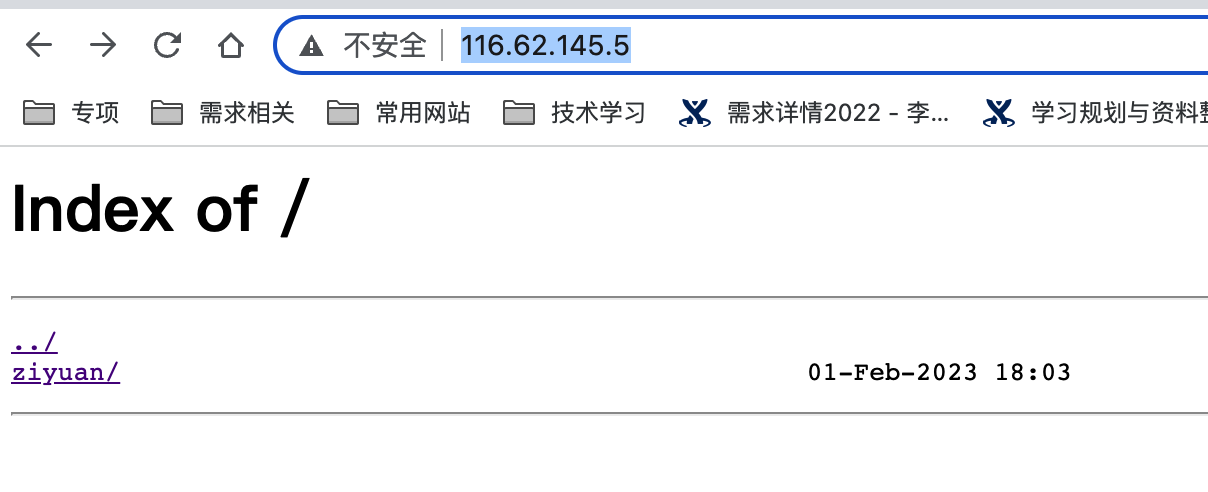 不安全 116.62.145.5
专项 需求相关 常用网站 技术学习 需求详情2022 - 李... 学习规划与资料
Index of /
../
ziyuan/ 01-Feb-2023 18:03